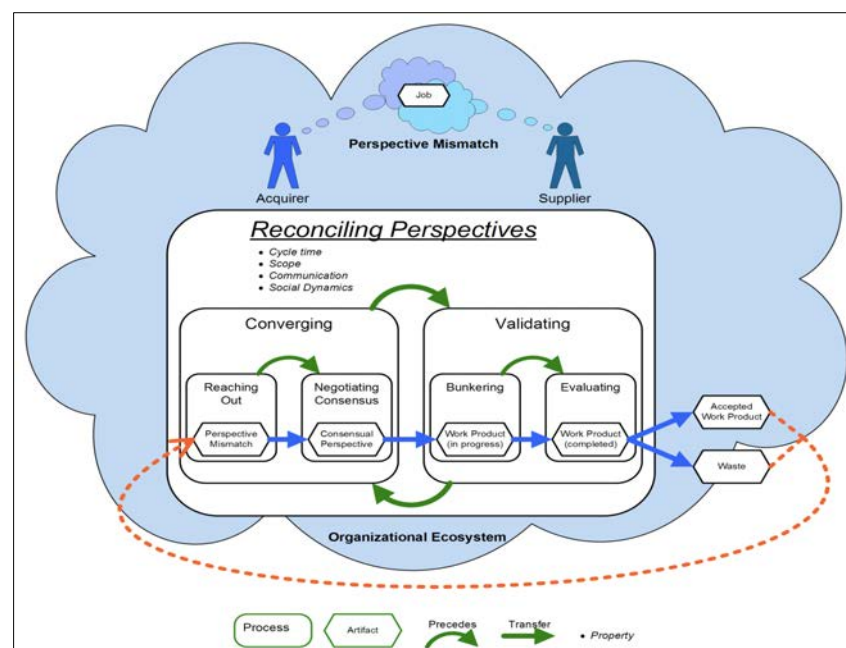 Job
Perspective Mismatch
Acquirer
Supplier
Reconciling Perspectives
• Cycle time
• Scope
• Communication
• Social Dynamics
Converging
Validating
Reaching
Out
Negotiating
Consensus
Bunkering
Evaluating
Perspective
Mismatch
Consensual
Perspective
Work Product
(in progress)
Work Product
(completed)
Accepted
Work Product
Waste
Organizational Ecosystem
Process
Artifact
Precedes
Transfer
• Property